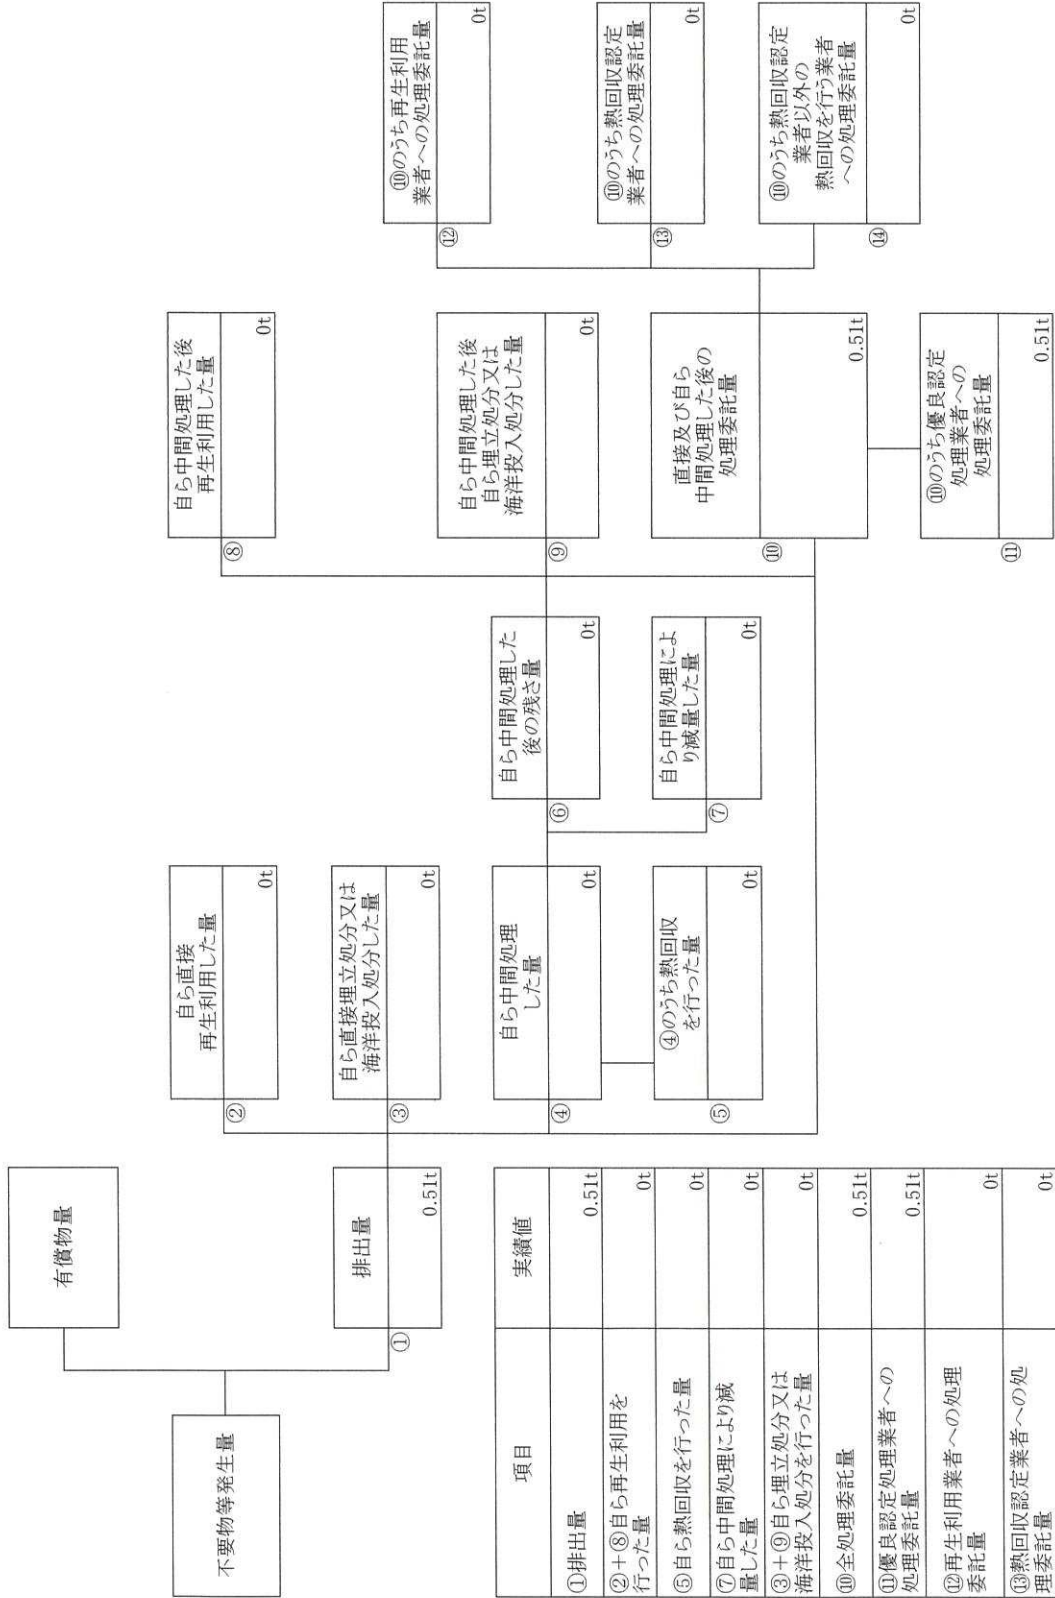 不要物等発生量
有償物量
排出量
①
0.51t
自ら直接
再生利用した量
②
0t
自ら直接埋立処分又は
海洋投入処分した量
③
0t
自ら中間処理
した量
④
0t
④のうち熱回収
を行った量
⑤
0t
自ら中間処理した
後の残さ量
⑥
0t
自ら中間処理によ
り減量した量
⑦
0t
自ら中間処理した後
再生利用した量
⑧
0t
自ら中間処理した後
自ら埋立処分又は
海洋投入処分した量
⑨
0t
直接及び自ら
中間処理した後の
処理委託量
⑩
0.51t
⑩のうち優良認定
処理業者への
処理委託量
⑪
0.51t
⑩のうち再生利用
業者への処理委託量
⑫
0t
⑩のうち熱回収認定
業者への処理委託量
⑬
0t
⑩のうち熱回収認定
業者以外の
熱回収を行う業者
への処理委託量
⑭
0t
項目 実績値
①排出量 0.51t
②+⑧自ら再生利用を
行った量 0t
⑤自ら熱回収を行った量 0t
⑦自ら中間処理により減
量した量 0t
③+⑨自ら埋立処分又は
海洋投入処分を行った量 0t
⑩全処理委託量 0.51t
⑪優良認定処理業者への
処理委託量 0.51t
⑫再生利用業者への処理
委託量 0t
⑬熱回収認定業者への処
理委託量 0t